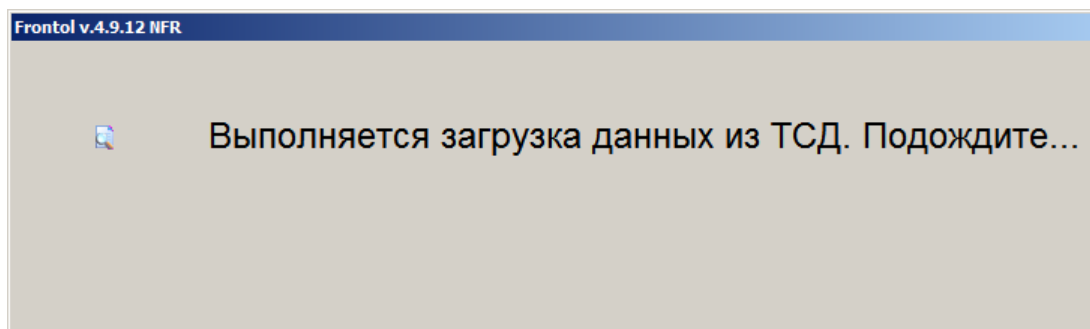 Frontol v.4.9.12 NFR
Выполняется загрузка данных из ТСД. Подождите...